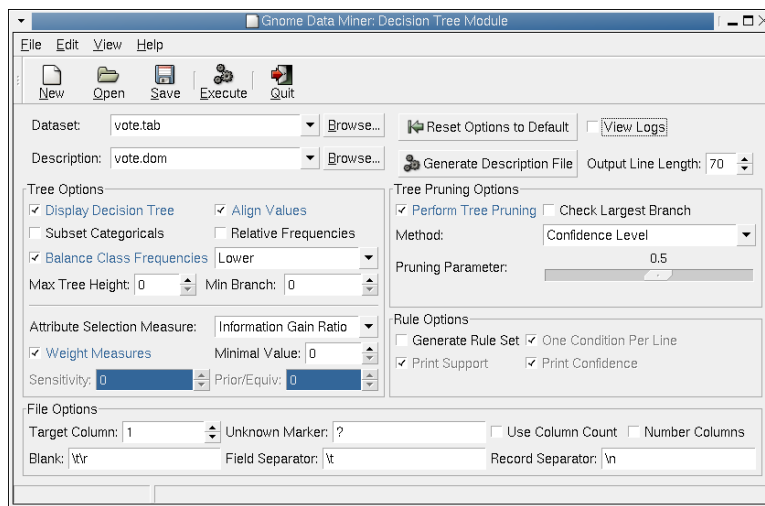 Gnome Data Miner: Decision Tree Module
File Edit View Help
New Open Save Execute Quit
Dataset: vote.tab Browse... Reset Options to Default View Logs
Description: vote.dom Browse... Generate Description File Output Line Length: 70
Tree Options
Display Decision Tree Align Values
Subset Categoricals Relative Frequencies
Balance Class Frequencies Lower
Max Tree Height: 0 Min Branch: 0
Attribute Selection Measure: Information Gain Ratio
Weight Measures Minimal Value: 0
Sensitivity: 0 Prior/Equiv: 0
Tree Pruning Options
Perform Tree Pruning Check Largest Branch
Method: Confidence Level
Pruning Parameter: 0.5
Rule Options
Generate Rule Set One Condition Per Line
Print Support Print Confidence
File Options
Target Column: 1 Unknown Marker: ? Use Column Count Number Columns
Blank: \t\r Field Separator: \t Record Separator: \n